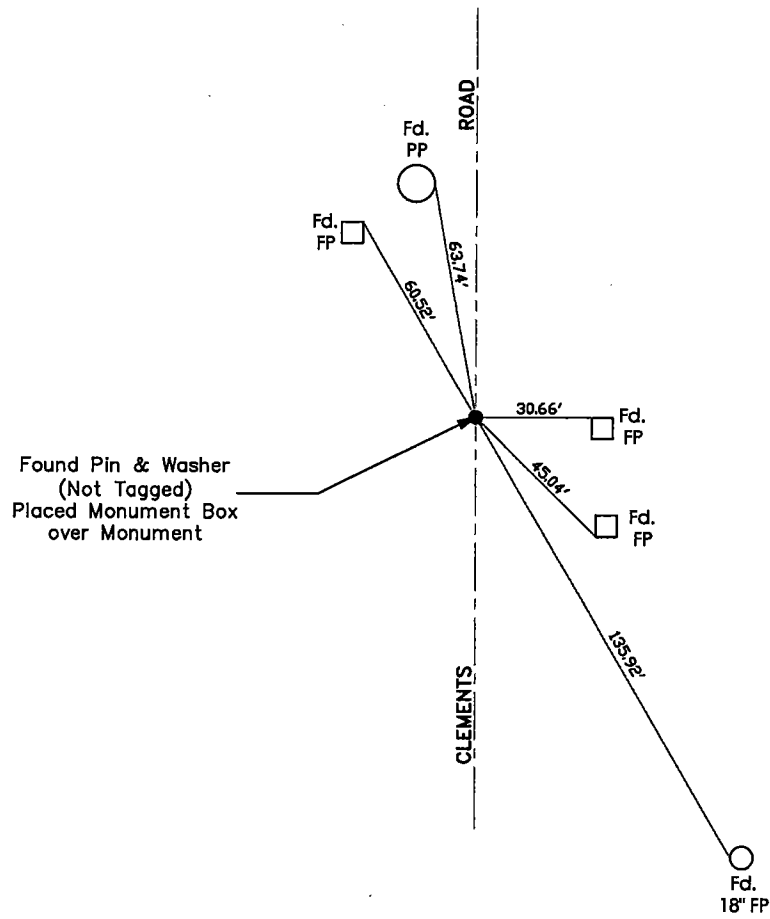 ROAD
Fd.
PP
Fd.
FP
63.74'
60.52'
30.66'
Fd.
FP
45.04'
Fd.
FP
Found Pin & Washer
(Not Tagged)
Placed Monument Box
over Monument
135.92'
CLEMENTS
Fd.
18" FP